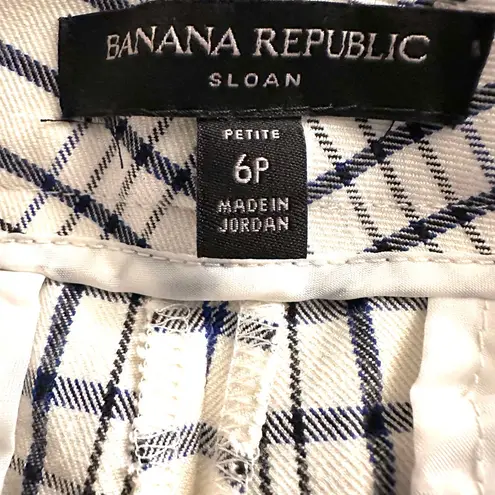 BANANA REPUBLIC
SLOAN
PETITE
6P
MADE IN
JORDAN